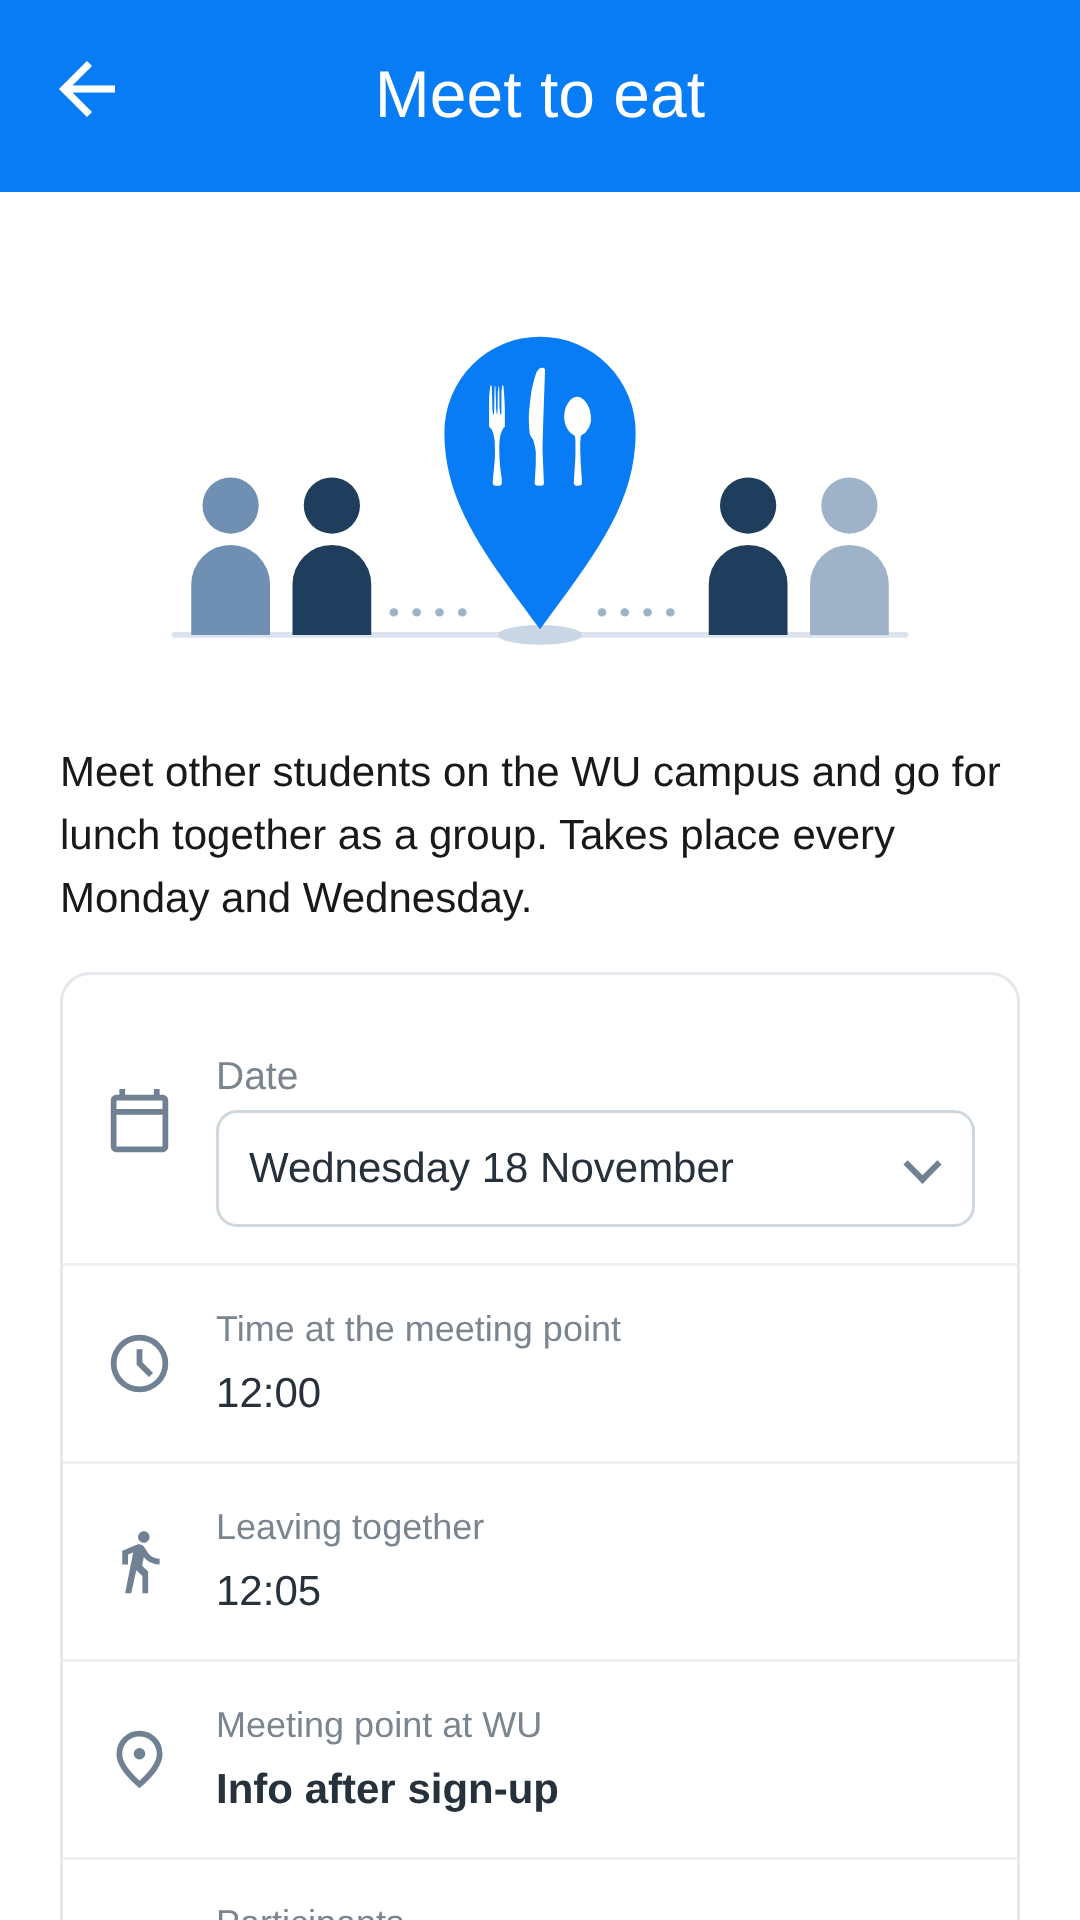 Meet to eat
Meet other students on the WU campus and go for
lunch together as a group. Takes place every
Monday and Wednesday.
Date
Wednesday 18 November
Time at the meeting point
12:00
Leaving together
12:05
Meeting point at WU
Info after sign-up
Participants